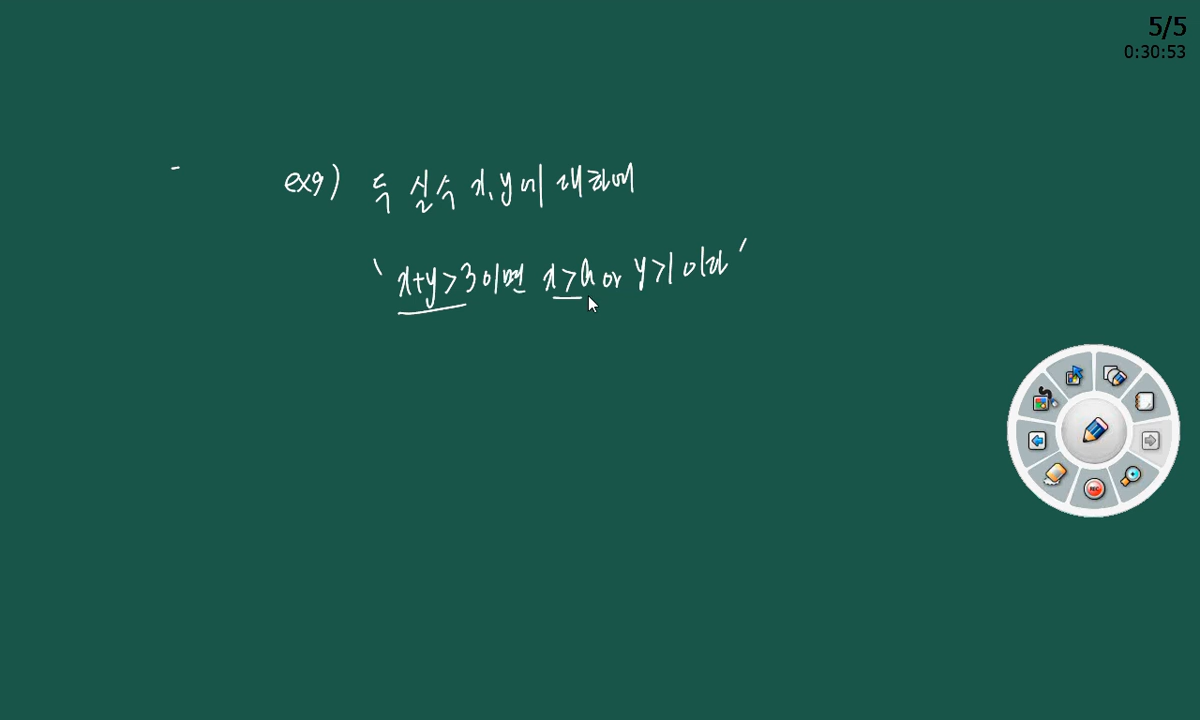 5/5
0:30:53
ex9) 두 실수 x, y에 대하여
'x+y>3이면 x>a or y>1 이다'